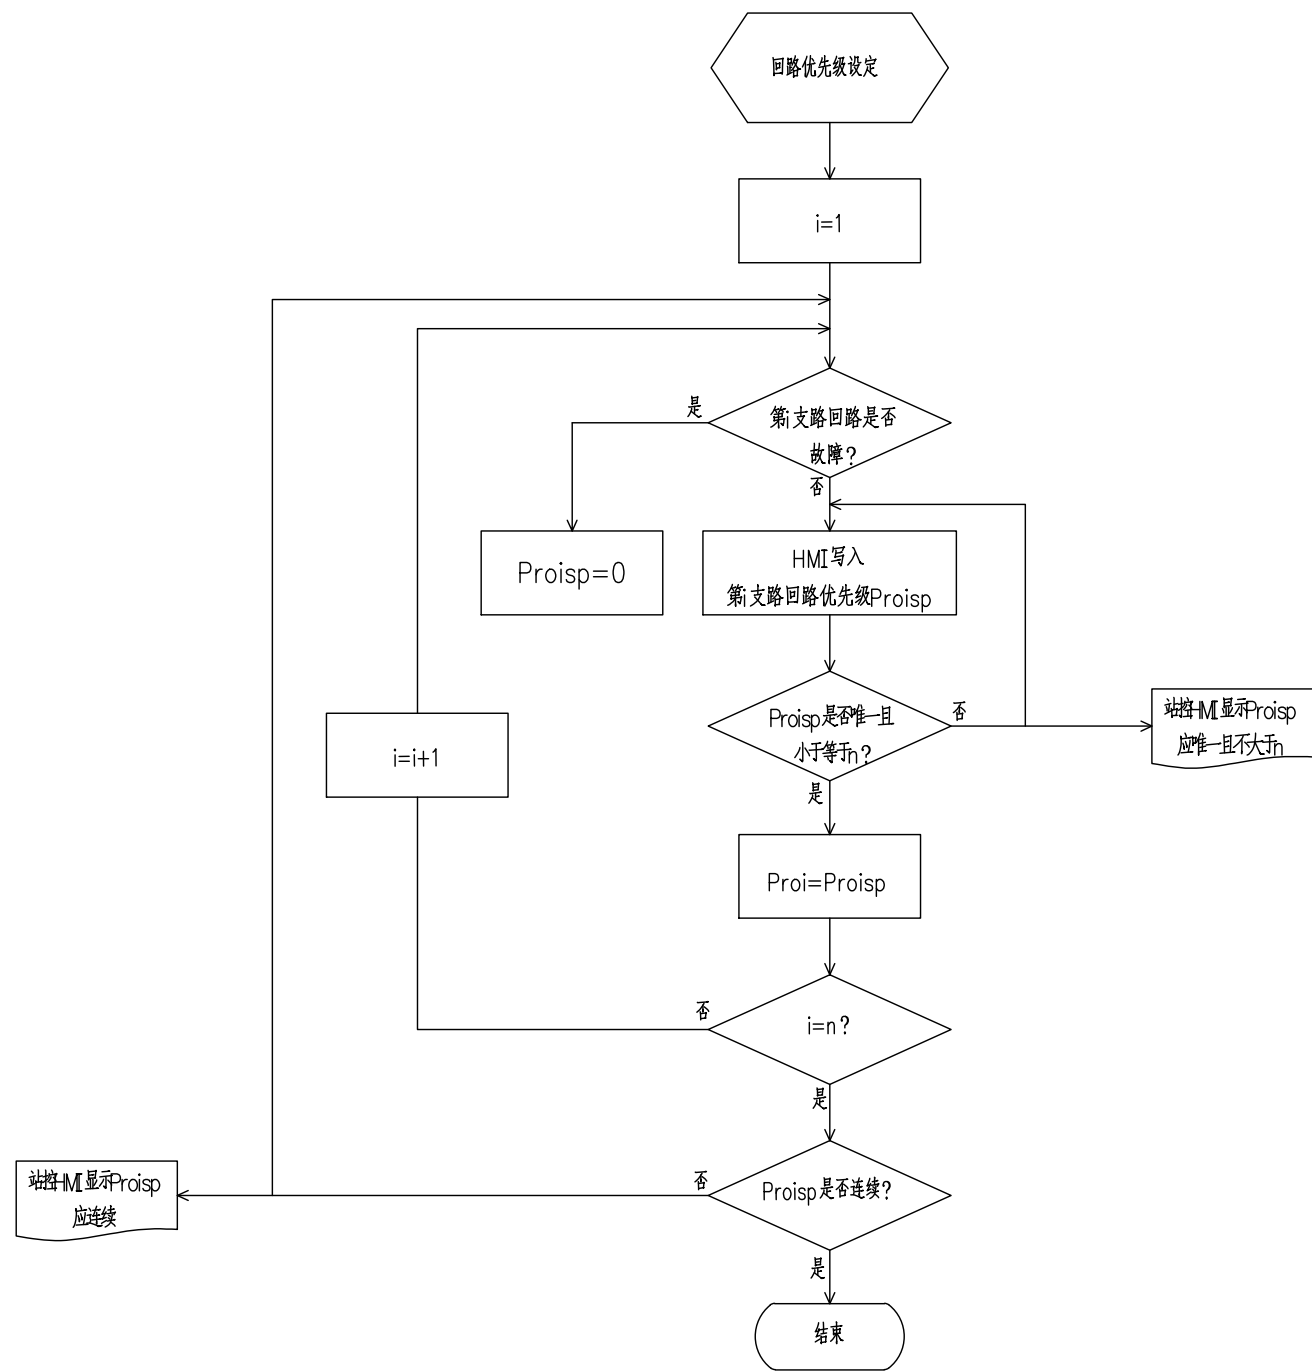 回路优先级设定
i=1
是
第i支路回路是否
故障?
否
Proisp=0
HMI写入
第i支路回路优先级Proisp
Proisp是否唯一且
小于等于n?
否
站控HMI显示Proisp
应唯一且不大于n
i=i+1
是
Proi=Proisp
否
i=n?
是
站控HMI显示Proisp
应连续
否
Proisp是否连续?
是
结束